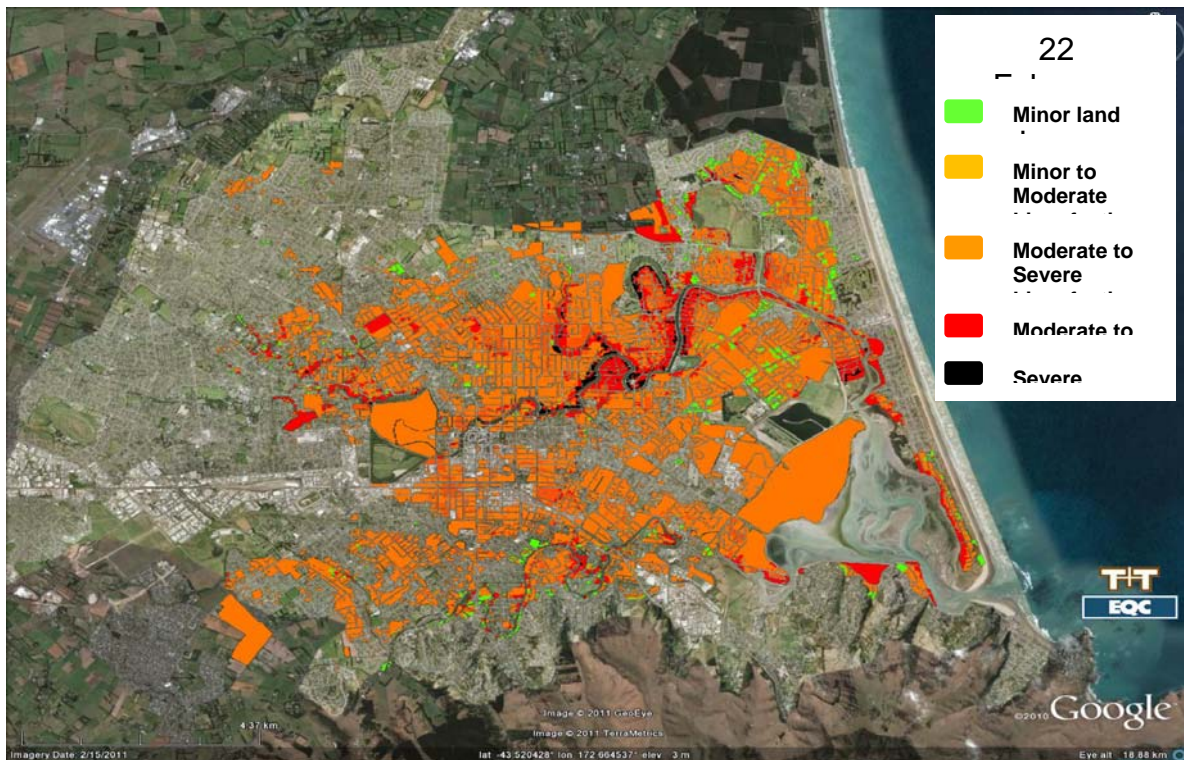 22
Minor land
Minor to
Moderate
Moderate to
Severe
Moderate to
Severe
T+T
EQC
©2010 Google
4.37 km
Image © 2011 GeoEye
Image © 2011 TerraMetrics
Imagery Date: 2/15/2011
lat -43.520428° lon 172.664537° elev 3 m
Eye alt 18.88 km